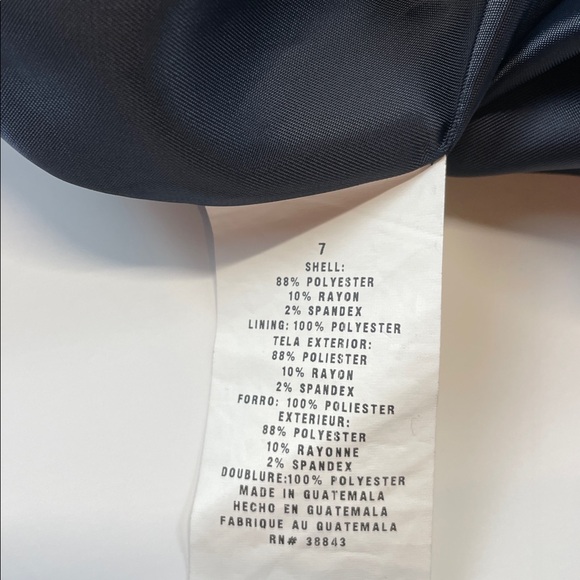 7
SHELL:
88% POLYESTER
10% RAYON
2% SPANDEX
LINING: 100% POLYESTER
TELA EXTERIOR:
88% POLIESTER
10% RAYON
2% SPANDEX
FORRO: 100% POLIESTER
EXTERIEUR:
88% POLYESTER
10% RAYONNE
2% SPANDEX
DOUBLURE:100% POLYESTER
MADE IN GUATEMALA
HECHO EN GUATEMALA
FABRIQUE AU GUATEMALA
RN# 38843